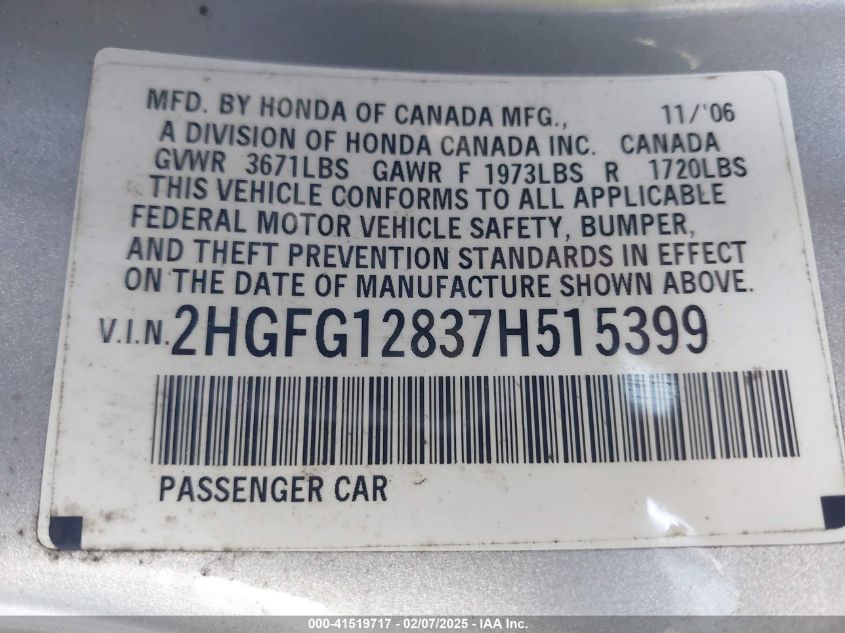 MFD. BY HONDA OF CANADA MFG., 11/'06
A DIVISION OF HONDA CANADA INC. CANADA
GVWR 3671LBS GAWR F 1973LBS R 1720LBS
THIS VEHICLE CONFORMS TO ALL APPLICABLE
FEDERAL MOTOR VEHICLE SAFETY, BUMPER,
AND THEFT PREVENTION STANDARDS IN EFFECT
ON THE DATE OF MANUFACTURE SHOWN ABOVE.
V.I.N. 2HGFG12837H515399
PASSENGER CAR
000-41519717 - 02/07/2025 - IAA Inc.